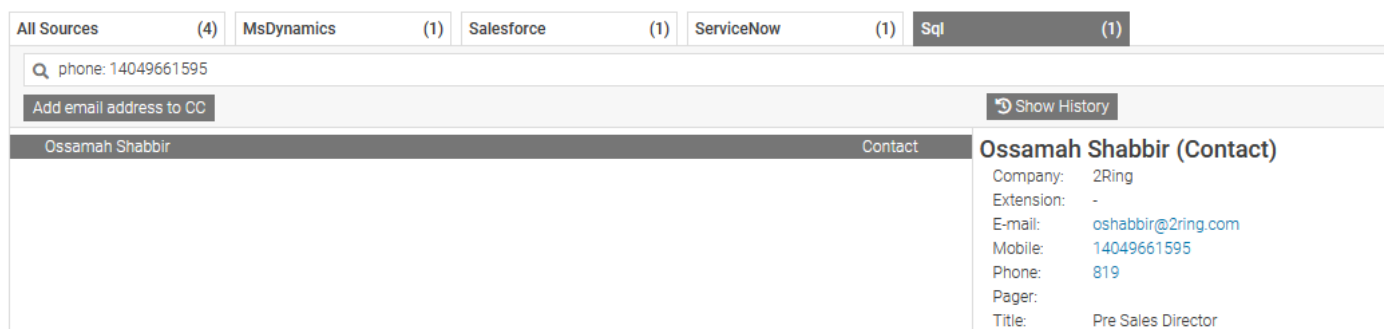 All Sources (4) MsDynamics (1) Salesforce (1) ServiceNow (1) Sql (1)
phone: 14049661595
Add email address to CC Show History
Ossamah Shabbir Contact
Ossamah Shabbir (Contact)
Company: 2Ring
Extension: -
E-mail: oshabbir@2ring.com
Mobile: 14049661595
Phone: 819
Pager:
Title: Pre Sales Director